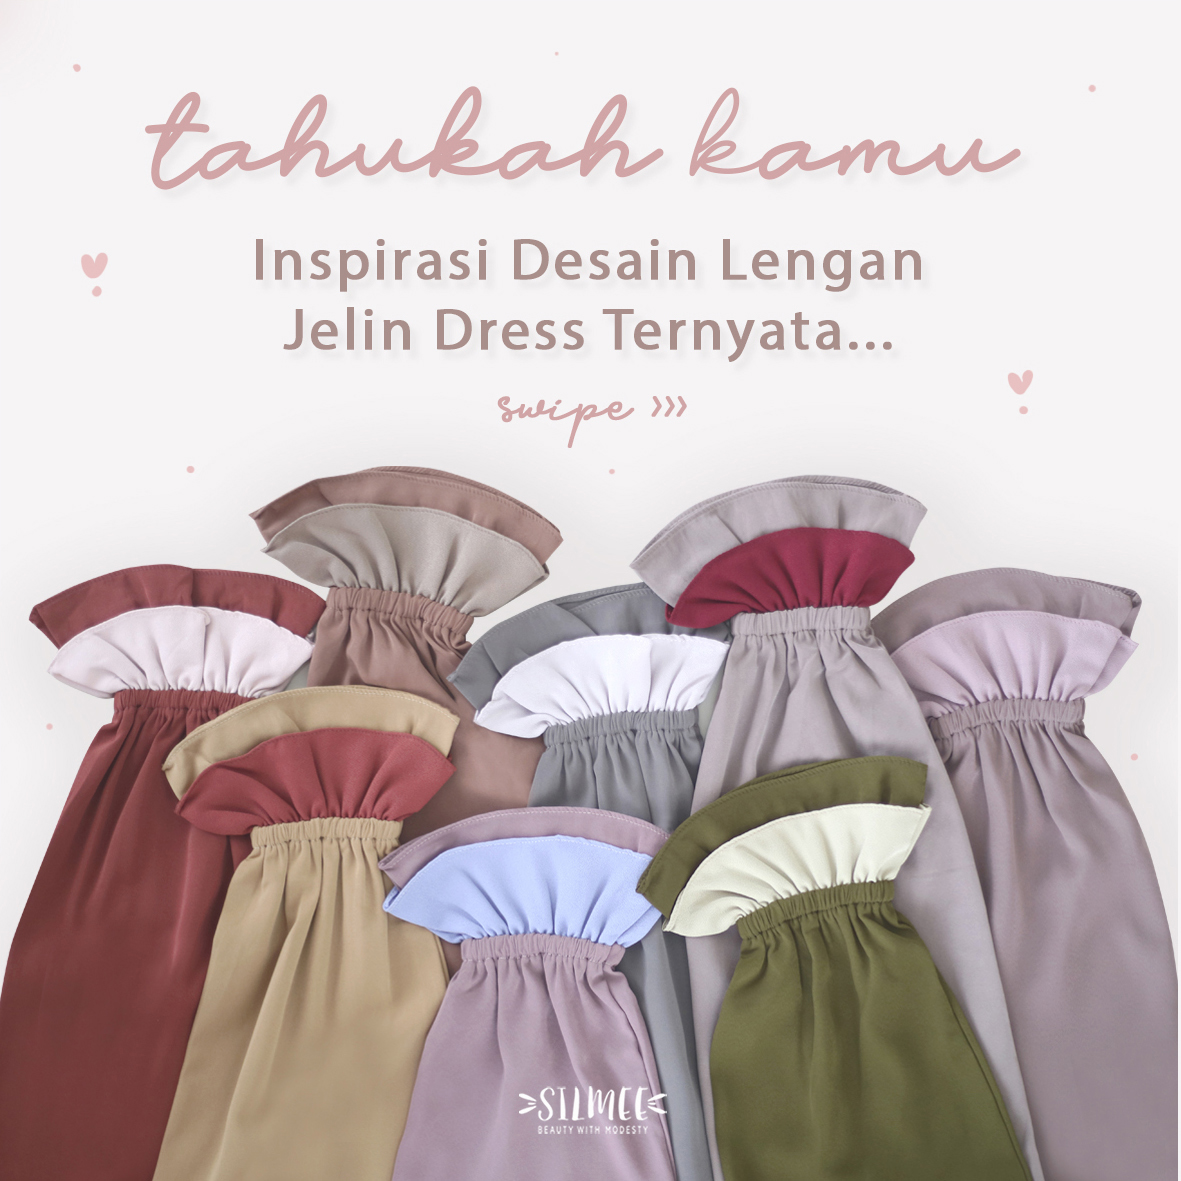 tahukah kamu
Inspirasi Desain Lengan
Jelin Dress Ternyata...
swipe >>>
SILMEE
BEAUTY WITH MODESTY